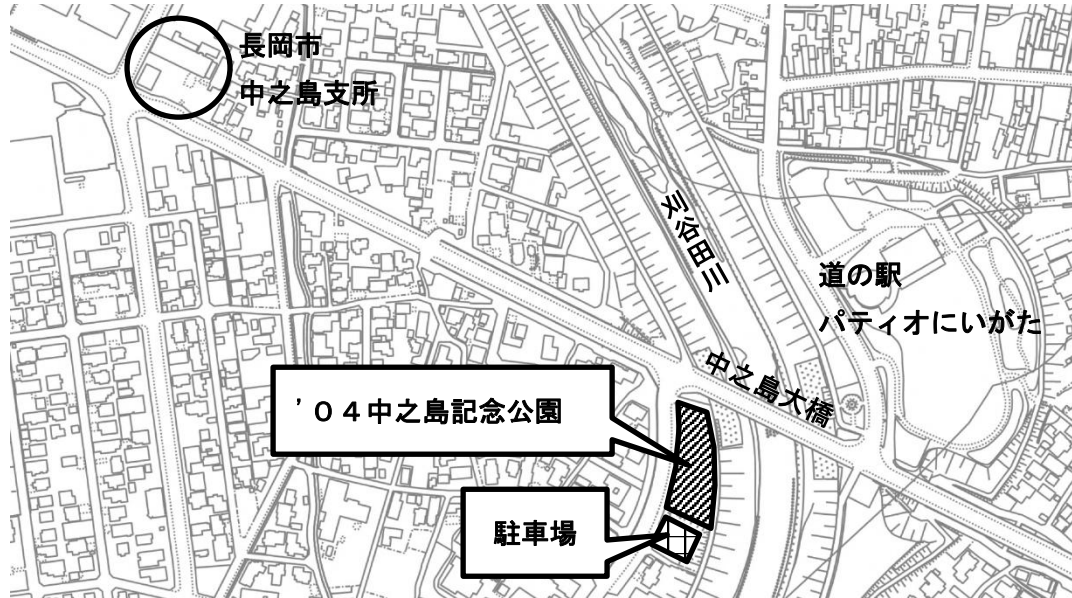 長岡市
中之島支所
刈谷田川
道の駅
パティオにいがた
中之島大橋
’０４中之島記念公園
駐車場